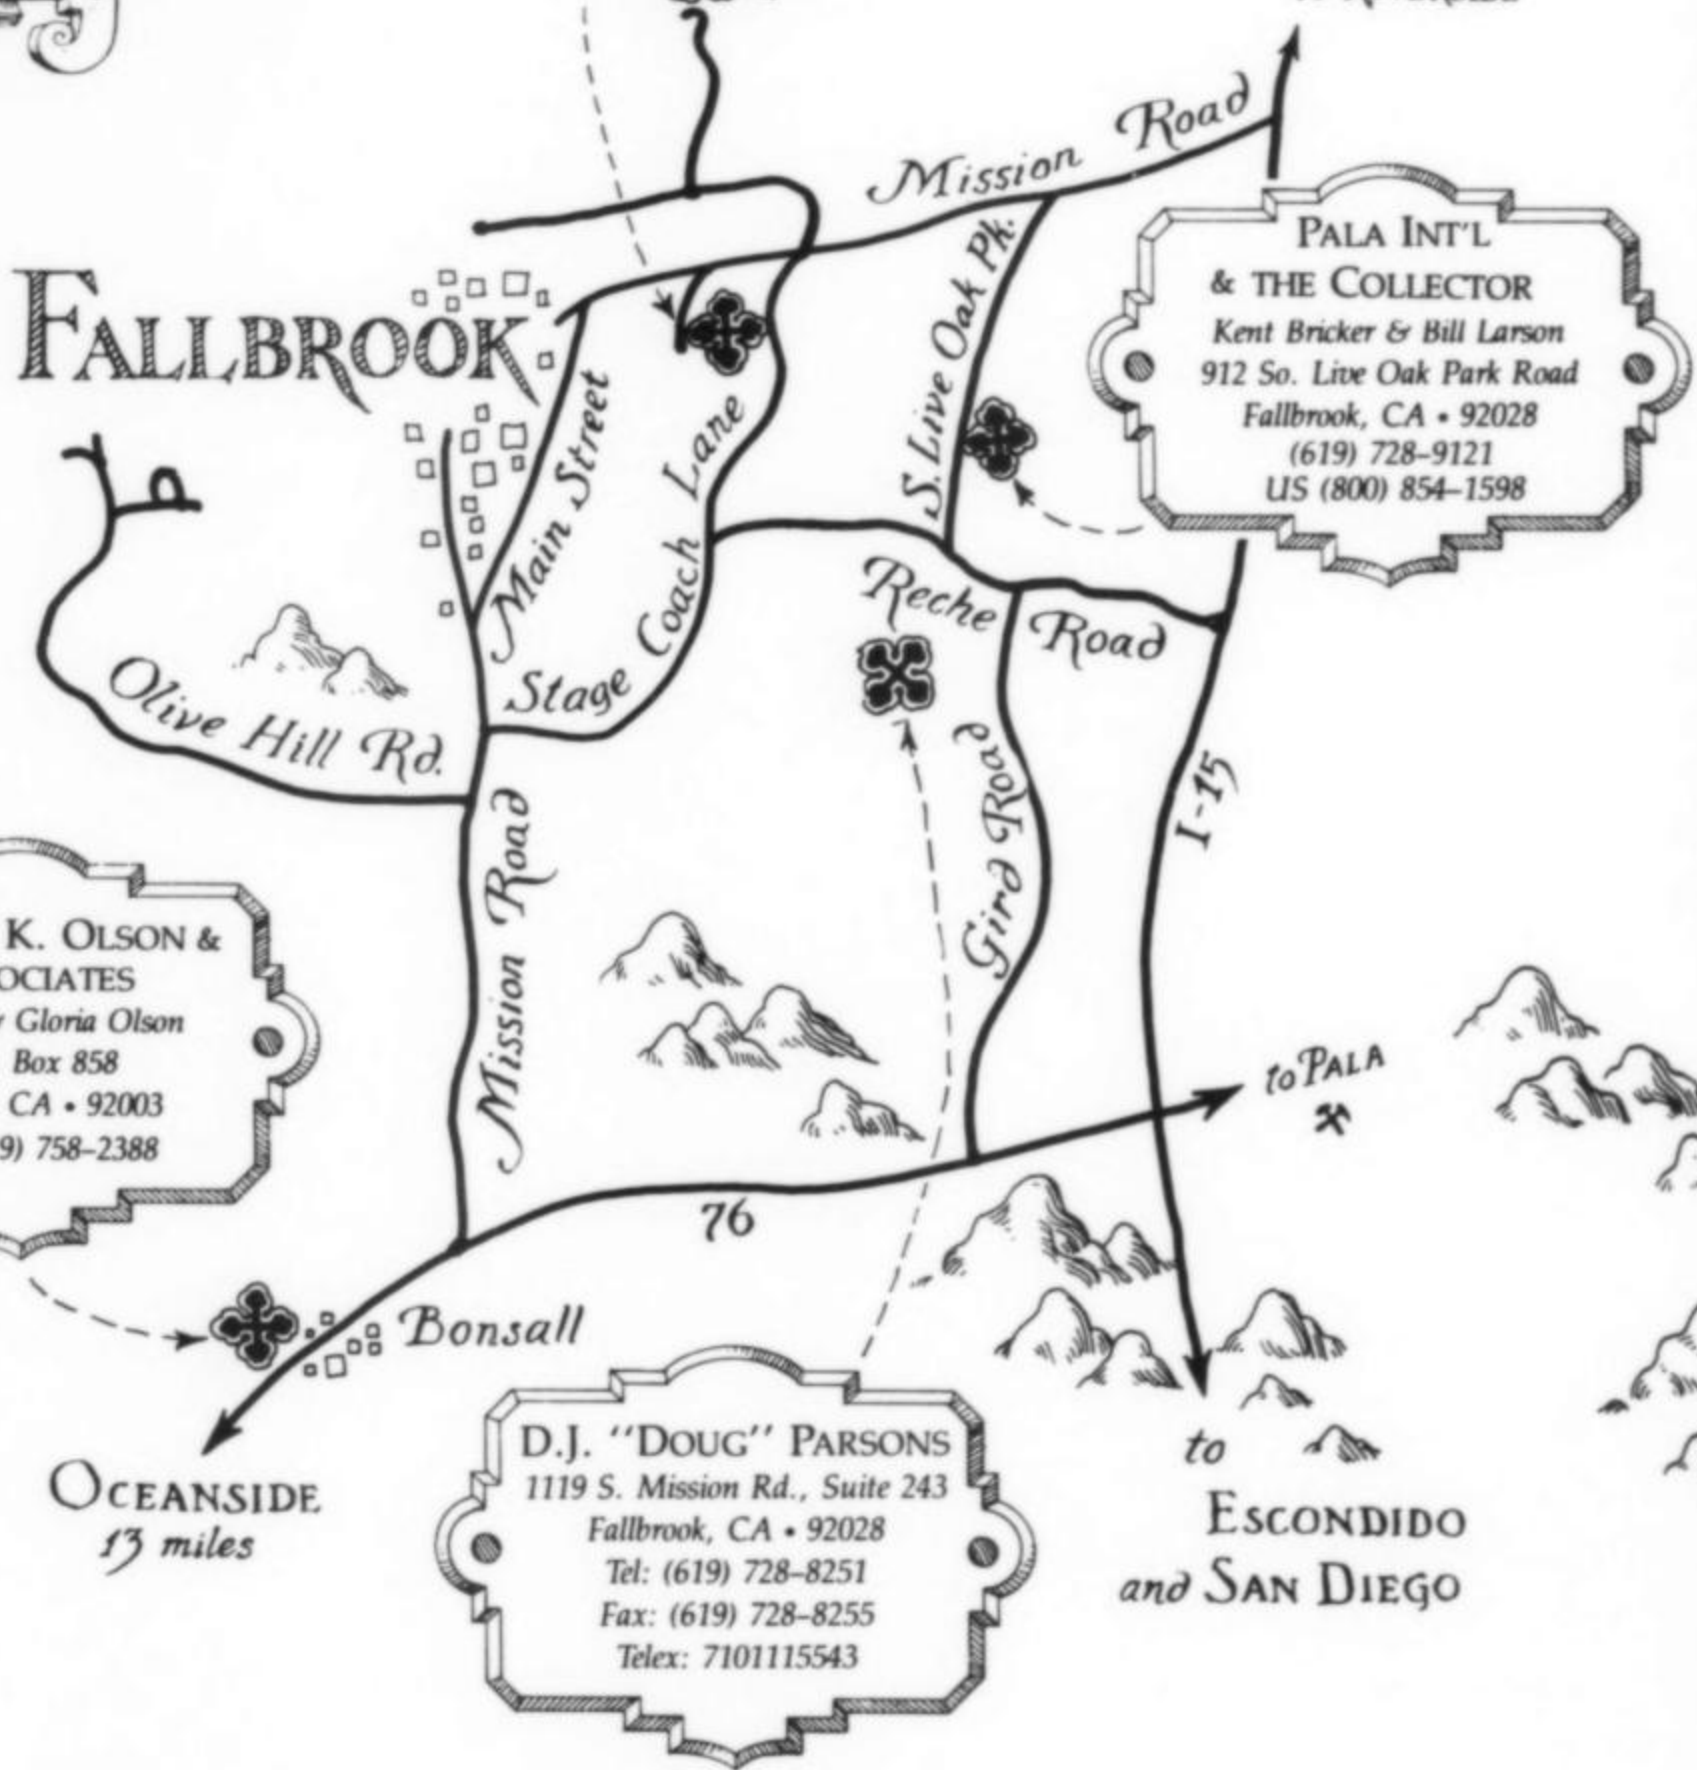 Mission Road
PALA INT'L
& THE COLLECTOR
Kent Bricker & Bill Larson
912 So. Live Oak Park Road
Fallbrook, CA • 92028
(619) 728–9121
US (800) 854–1598
S. Live Oak Pk.
FALLBROOK
Main Street
Stage Coach Lane
Reche Road
Olive Hill Rd.
Gird Road
I-15
Mission Road
K. OLSON &
Gloria Olson
Box 858
CA • 92003
758–2388
to PALA
76
Bonsall
OCEANSIDE
13 miles
D.J. "DOUG" PARSONS
1119 S. Mission Rd., Suite 243
Fallbrook, CA • 92028
Tel: (619) 728–8251
Fax: (619) 728–8255
Telex: 7101115543
to
ESCONDIDO
and SAN DIEGO